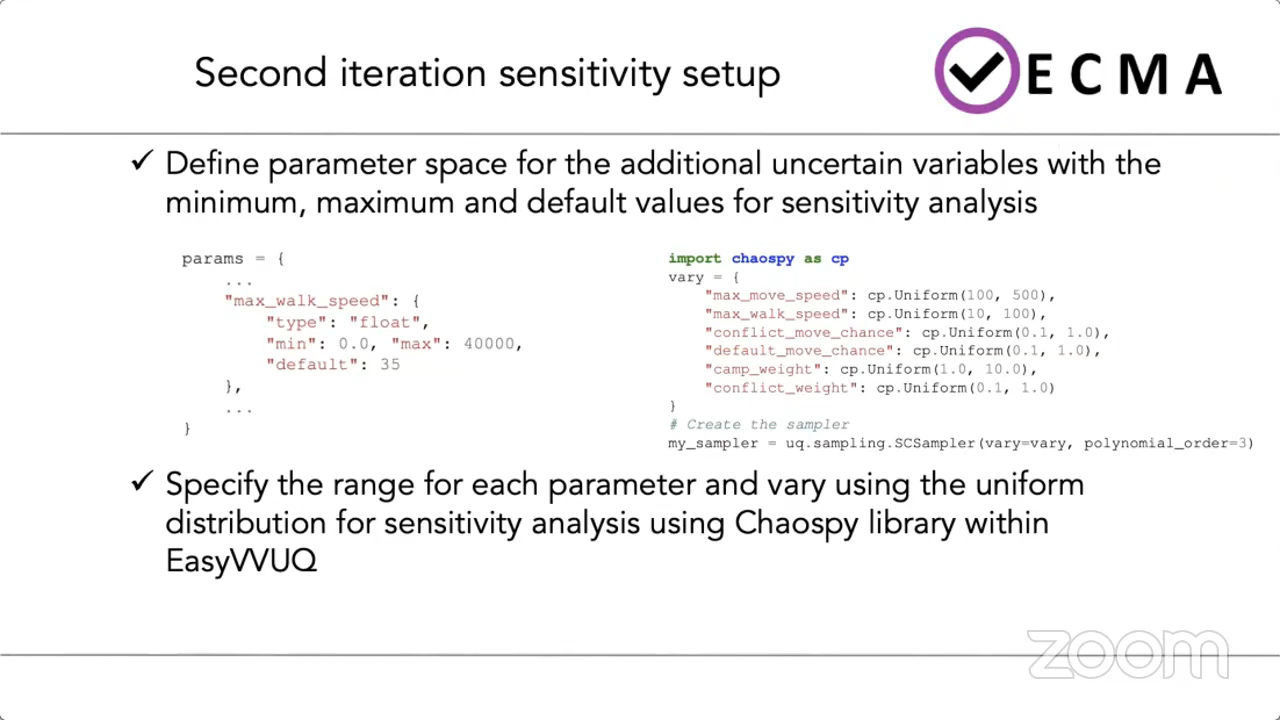 Second iteration sensitivity setup
ECMA
✓ Define parameter space for the additional uncertain variables with the
minimum, maximum and default values for sensitivity analysis
params = {
...
"max_walk_speed": {
"type": "float",
"min": 0.0, "max": 40000,
"default": 35
},
...
}
import chaospy as cp
vary = {
"max_move_speed": cp.Uniform(100, 500),
"max_walk_speed": cp.Uniform(10, 100),
"conflict_move_chance": cp.Uniform(0.1, 1.0),
"default_move_chance": cp.Uniform(0.1, 1.0),
"camp_weight": cp.Uniform(1.0, 10.0),
"conflict_weight": cp.Uniform(0.1, 1.0)
}
# Create the sampler
my_sampler = uq.sampling.SCSampler(vary=vary, polynomial_order=3)
✓ Specify the range for each parameter and vary using the uniform
distribution for sensitivity analysis using Chaospy library within
EasyVVUQ
zoom